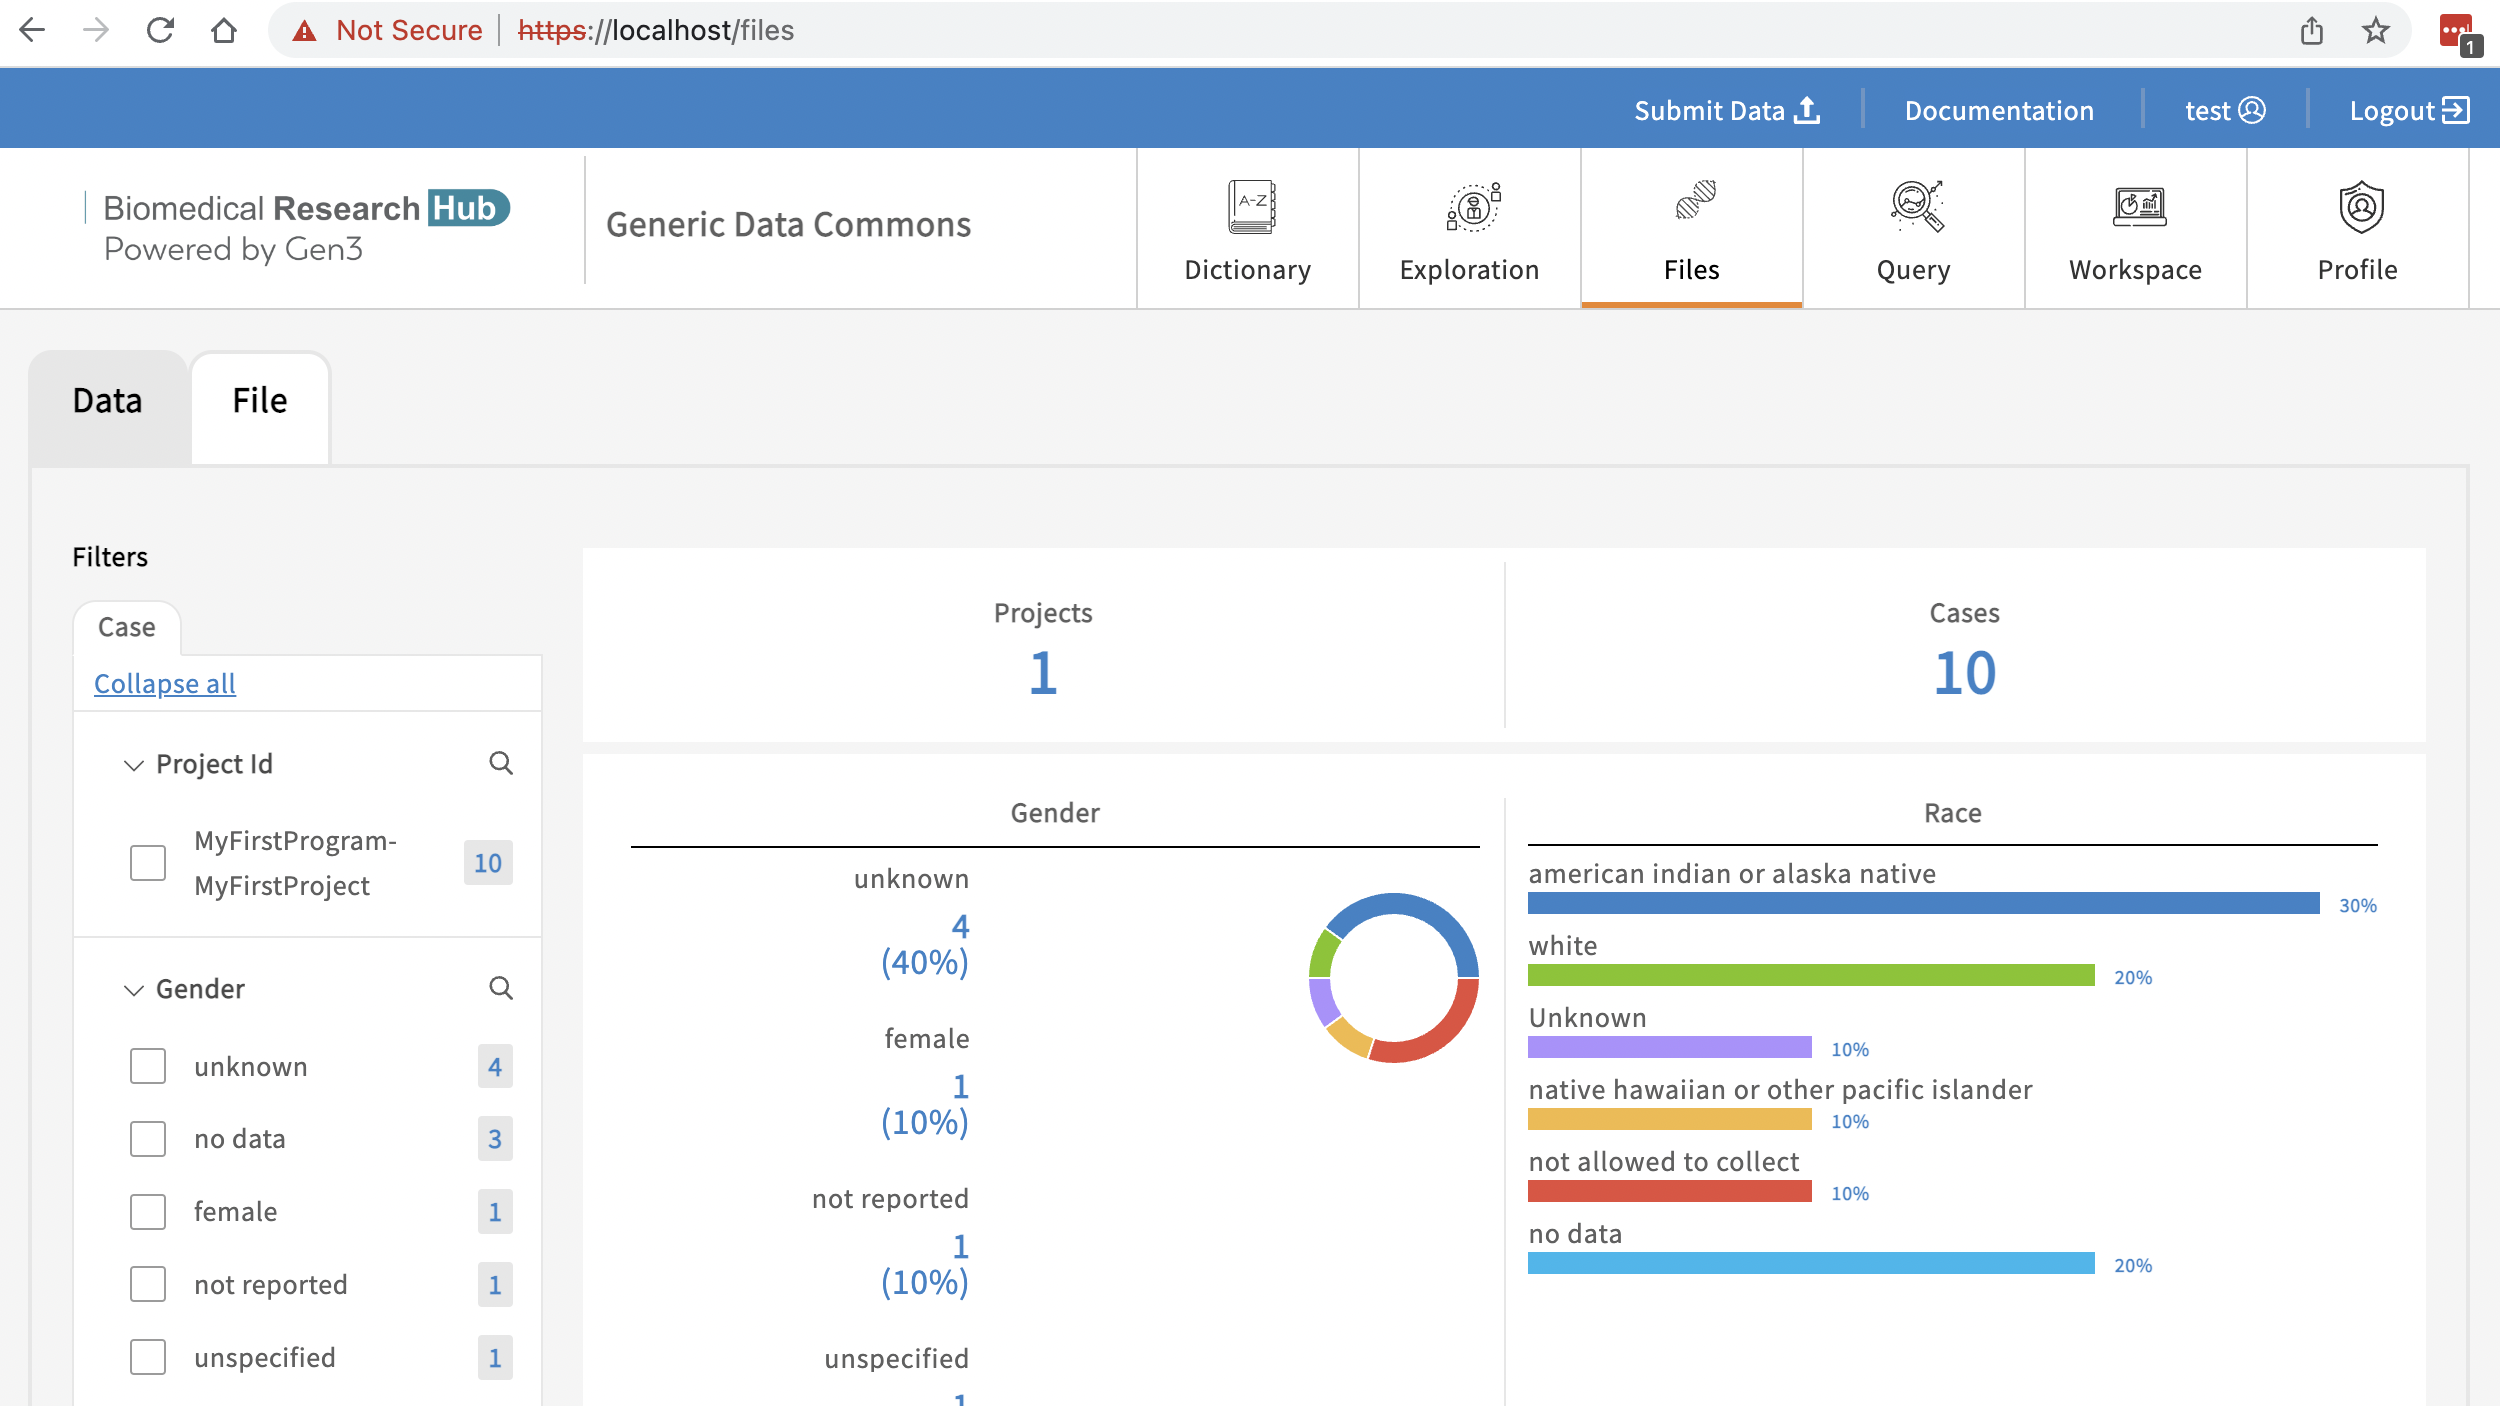 Not Secure
https://localhost/files
1
Submit Data
Documentation
test
Logout
Biomedical Research Hub
Powered by Gen3
Generic Data Commons
A-Z
Dictionary
Exploration
Files
Query
Workspace
Profile
Data
File
Filters
Case
Collapse all
Project Id
MyFirstProgram-
MyFirstProject
10
Gender
unknown
4
no data
3
female
1
not reported
1
unspecified
1
Projects
1
Cases
10
Gender
unknown
4
(40%)
female
1
(10%)
not reported
1
(10%)
unspecified
1
Race
american indian or alaska native
30%
white
20%
Unknown
10%
native hawaiian or other pacific islander
10%
not allowed to collect
10%
no data
20%